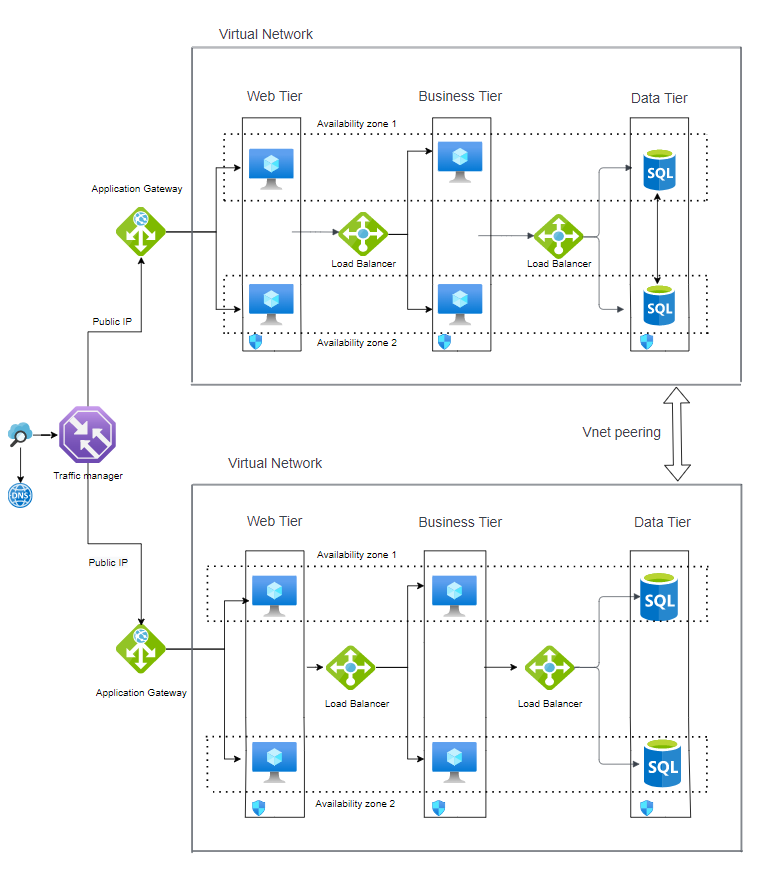 Virtual Network
Web Tier
Business Tier
Data Tier
Availability zone 1
SQL
Application Gateway
Load Balancer
Load Balancer
SQL
Public IP
Availability zone 2
Vnet peering
Traffic manager
Virtual Network
DNS
Web Tier
Business Tier
Data Tier
Availability zone 1
Public IP
SQL
Application Gateway
Load Balancer
Load Balancer
SQL
Availability zone 2